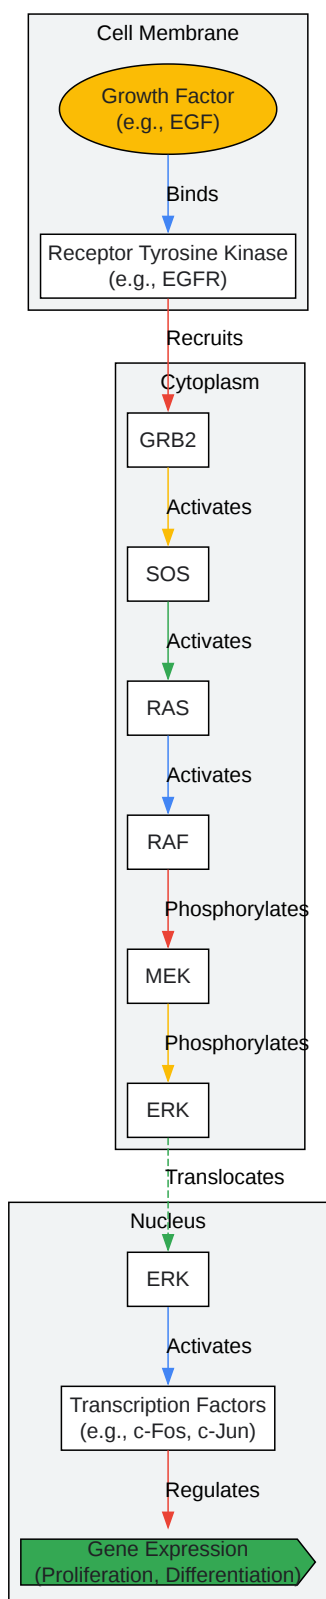 Cell Membrane
Growth Factor
(e.g., EGF)
Binds
Receptor Tyrosine Kinase
(e.g., EGFR)
Recruits
Cytoplasm
GRB2
Activates
SOS
Activates
RAS
Activates
RAF
Phosphorylates
MEK
Phosphorylates
ERK
Translocates
Nucleus
ERK
Activates
Transcription Factors
(e.g., c-Fos, c-Jun)
Regulates
Gene Expression
(Proliferation, Differentiation)